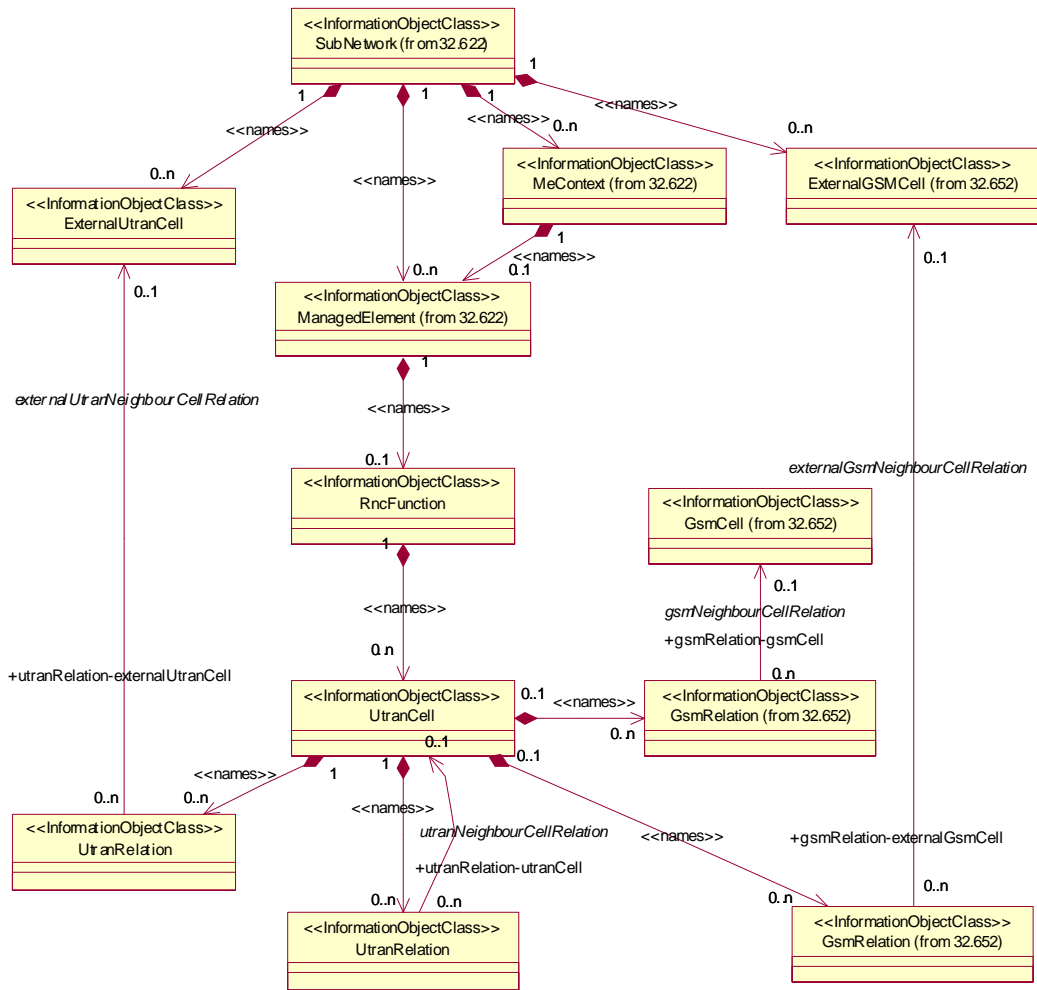 <<InformationObjectClass>>
SubNetwork (from 32.622)
1
1
1
1
<<names>>
<<names>>
<<names>>
<<names>>
0..n
0..n
0..n
<<InformationObjectClass>>
MeContext (from 32.622)
<<InformationObjectClass>>
ExternalGSMCell (from 32.652)
<<InformationObjectClass>>
ExternalUtranCell
1
<<names>>
0..1
0..n
0..1
0..1
<<InformationObjectClass>>
ManagedElement (from 32.622)
1
externalUtranNeighbourCellRelation
<<names>>
0..1
externalGsmNeighbourCellRelation
<<InformationObjectClass>>
RncFunction
<<InformationObjectClass>>
GsmCell (from 32.652)
1
0..1
<<names>>
gsmNeighbourCellRelation
+gsmRelation-gsmCell
0..n
+utranRelation-externalUtranCell
0..n
<<InformationObjectClass>>
UtranCell
0..1
<<names>>
0..n
<<InformationObjectClass>>
GsmRelation (from 32.652)
0..1
1
1
0..1
<<names>>
0..n
0..n
<<names>>
<<InformationObjectClass>>
UtranRelation
utranNeighbourCellRelation
<<names>>
+gsmRelation-externalGsmCell
+utranRelation-utranCell
0..n
0..n
0..n
0..n
<<InformationObjectClass>>
UtranRelation
<<InformationObjectClass>>
GsmRelation (from 32.652)